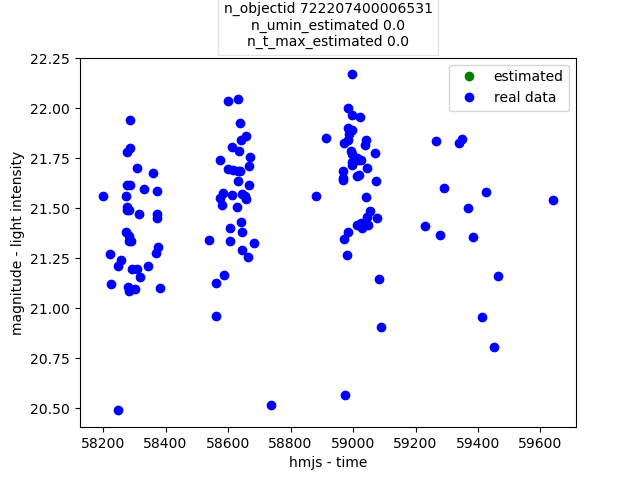 n_objectid 722207400006531
n_umin_estimated 0.0
n_t_max_estimated 0.0
22.25
22.00
21.75
21.50
21.25
21.00
20.75
20.50
magnitude - light intensity
estimated
real data
58200 58400 58600 58800 59000 59200 59400 59600
hmjs - time